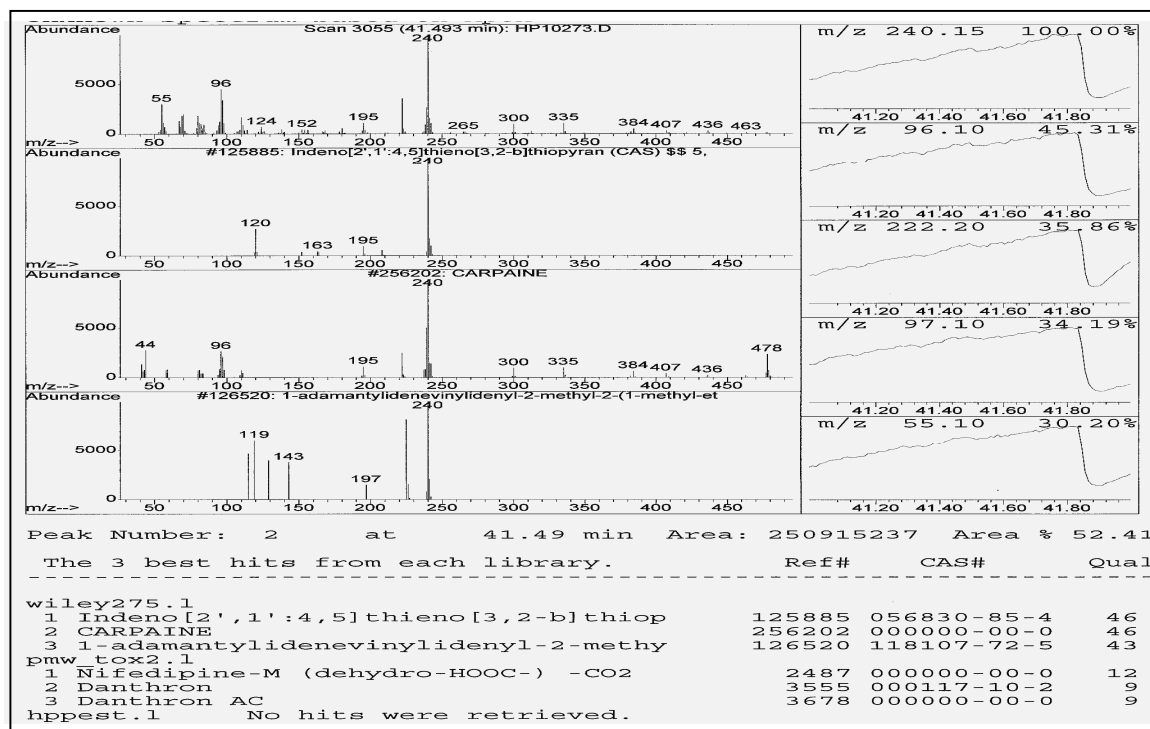 Abundance
Scan 3055 (41.493 min): HP10273.D
240
5000
55
96
124
152
195
265
300
335
384
407
436
463
0
m/z-->
50 100 150 200 250 300 350 400 450
Abundance
#125885: Indeno[2',1':4,5]thieno[3,2-b]thiopyran (CAS) $$ 5,
240
5000
120
163
195
0
m/z-->
50 100 150 200 250 300 350 400 450
Abundance
#256202: CARPAINE
240
5000
44
96
195
300
335
384
407
436
478
0
m/z-->
50 100 150 200 250 300 350 400 450
Abundance
#126520: 1-adamantylidenevinylidenyl-2-methyl-2-(1-methyl-et
240
5000
119
143
197
0
m/z-->
50 100 150 200 250 300 350 400 450
m/z 240.15 100.00%
41.20 41.40 41.60 41.80
m/z 96.10 45.31%
41.20 41.40 41.60 41.80
m/z 222.20 35.86%
41.20 41.40 41.60 41.80
m/z 97.10 34.19%
41.20 41.40 41.60 41.80
m/z 55.10 30.20%
41.20 41.40 41.60 41.80
Peak Number: 2 at 41.49 min Area: 250915237 Area % 52.41
The 3 best hits from each library. Ref# CAS# Qual
wiley275.l
1 Indeno[2',1':4,5]thieno[3,2-b]thiop 125885 056830-85-4 46
2 CARPAINE 256202 000000-00-0 46
3 1-adamantylidenevinylidenyl-2-methy 126520 118107-72-5 43
pmw_tox2.l
1 Nifedipine-M (dehydro-HOOC-) -CO2 2487 000000-00-0 12
2 Danthron 3555 000117-10-2 9
3 Danthron AC 3678 000000-00-0 9
hppest.l No hits were retrieved.